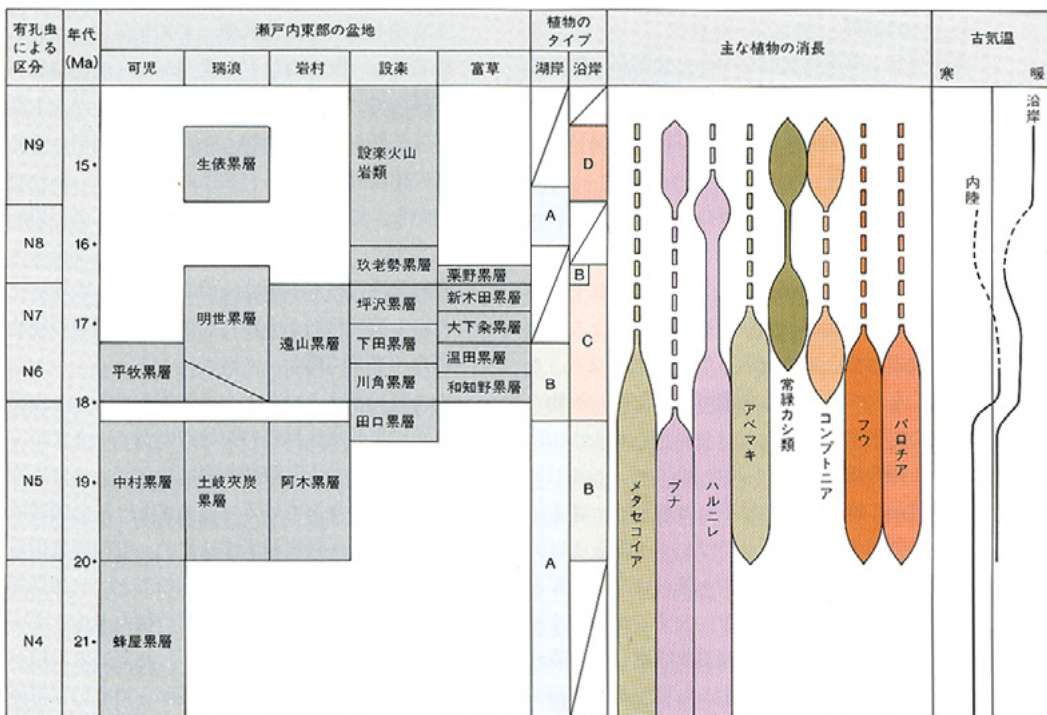 有孔虫
による
区分
年代
(Ma)
瀬戸内東部の盆地
可児
瑞浪
岩村
設楽
富草
植物の
タイプ
湖岸
沿岸
主な植物の消長
古気温
寒
暖
N9
N8
N7
N6
N5
N4
15
16
17
18
19
20
21
平牧累層
中村累層
蜂屋累層
生俵累層
明世累層
土岐夾炭
累層
遠山累層
阿木累層
設楽火山
岩類
玖老勢累層
坪沢累層
下田累層
川角累層
田口累層
粟野累層
新木田累層
大下条累層
温田累層
和知野累層
A
B
A
D
B
C
B
メタセコイア
ブナ
ハルニレ
アベマキ
常緑カシ類
コンプトニア
フウ
パロチア
内陸
沿岸